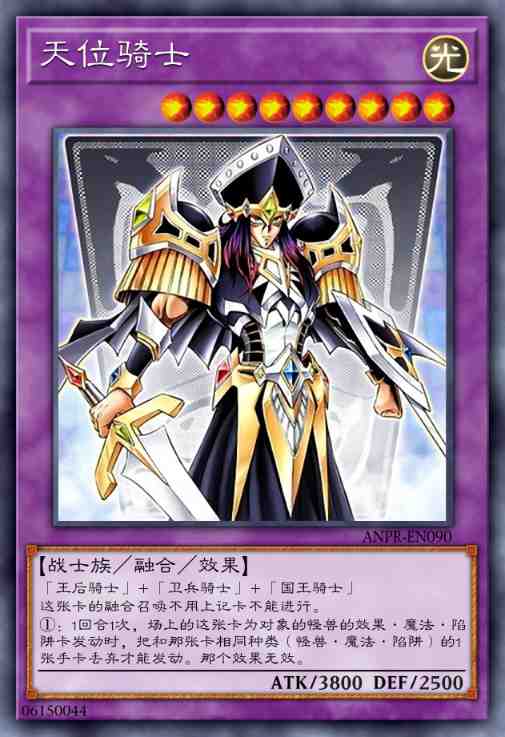 天位骑士
光
ANPR-EN090
【战士族／融合／效果】
「王后骑士」+「卫兵骑士」+「国王骑士」
这张卡的融合召唤不用上记卡不能进行。
①：1回合1次，场上的这张卡为对象的怪兽的效果·魔法·陷
阱卡发动时，把和那张卡相同种类（怪兽·魔法·陷阱）的1
张手卡丢弃才能发动。那个效果无效。
ATK/3800 DEF/2500
06150044